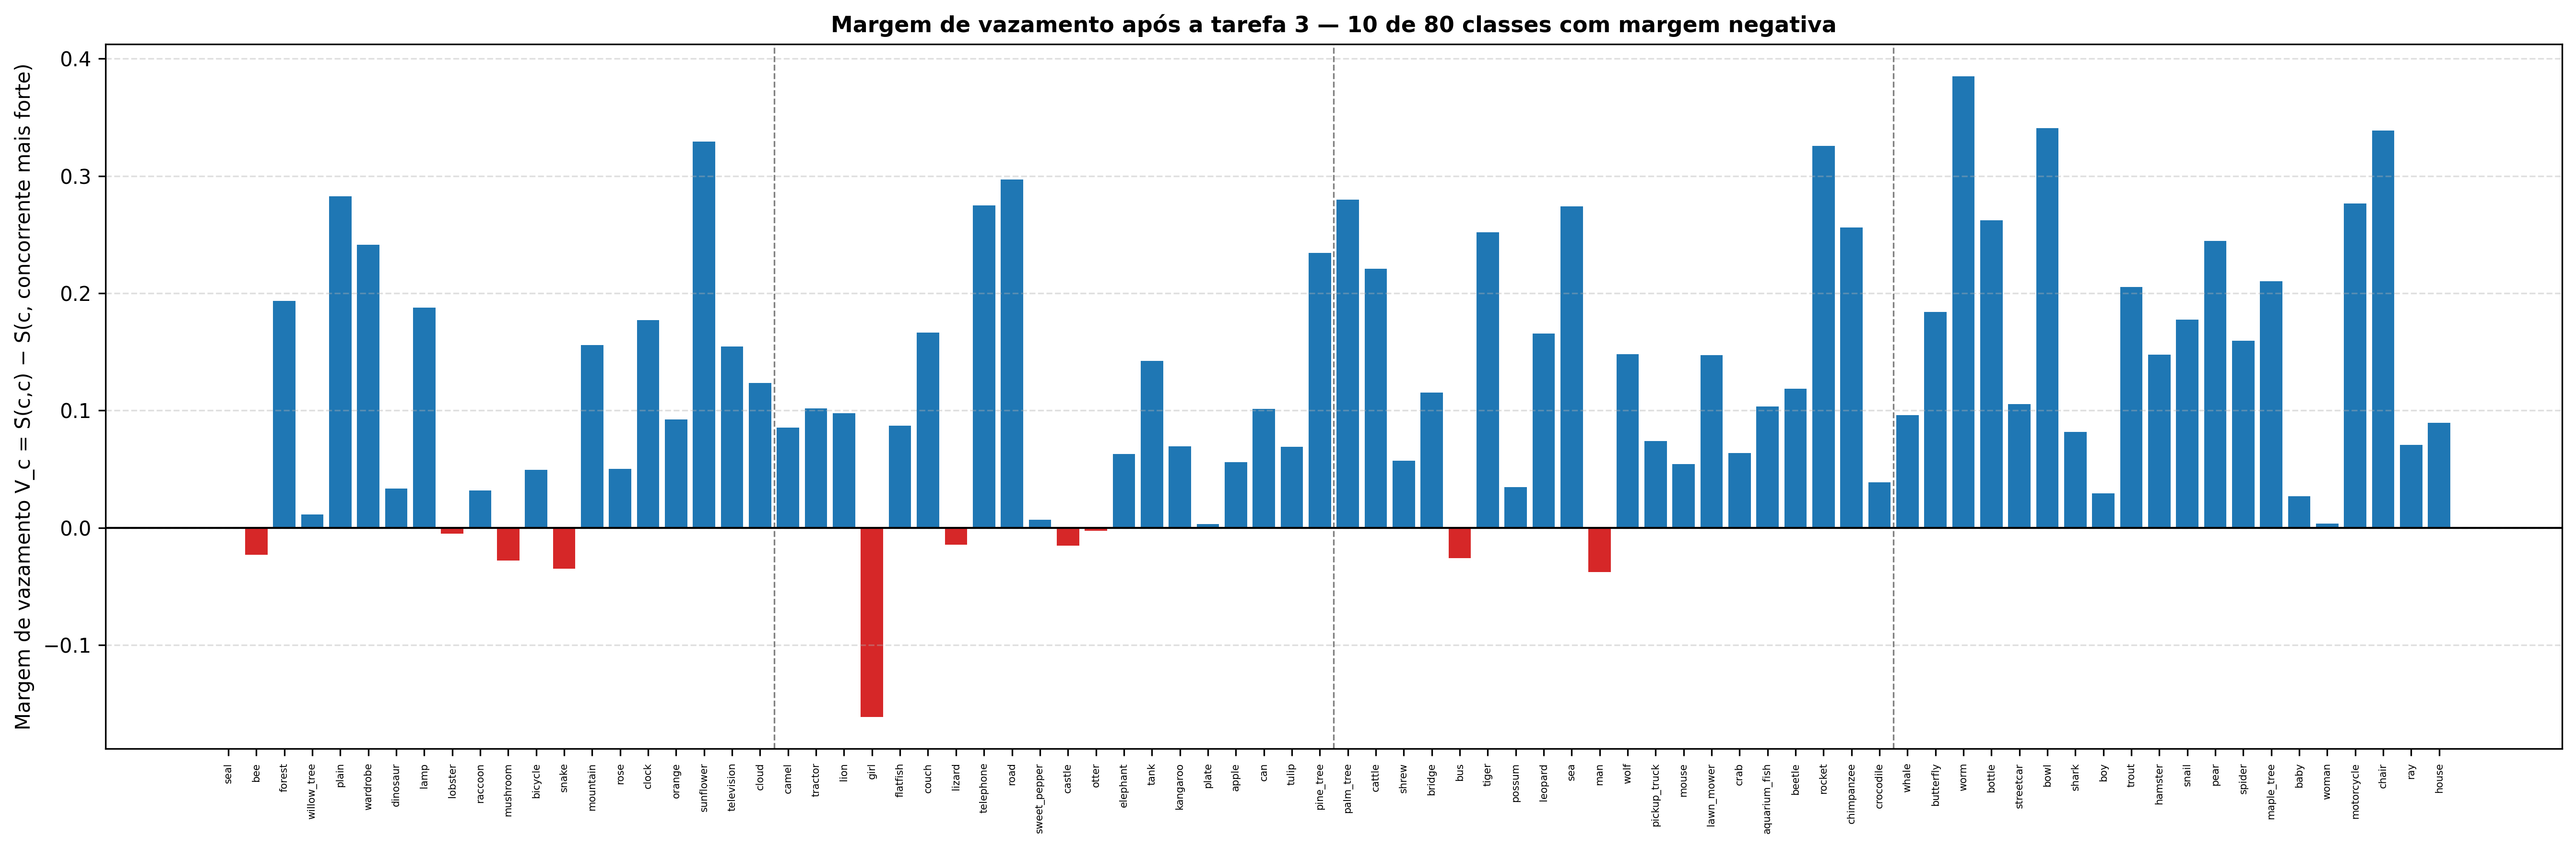 Margem de vazamento após a tarefa 3 — 10 de 80 classes com margem negativa
Margem de vazamento V_c = S(c,c) − S(c, concorrente mais forte)
0.4
0.3
0.2
0.1
0.0
−0.1
seal
bee
forest
willow_tree
plain
wardrobe
dinosaur
lamp
lobster
raccoon
mushroom
bicycle
snake
mountain
rose
clock
orange
sunflower
television
cloud
camel
tractor
lion
girl
flatfish
couch
lizard
telephone
road
sweet_pepper
castle
otter
elephant
tank
kangaroo
plate
apple
can
tulip
pine_tree
palm_tree
cattle
shrew
bridge
bus
tiger
possum
leopard
sea
man
wolf
pickup_truck
mouse
lawn_mower
crab
aquarium_fish
beetle
rocket
chimpanzee
crocodile
whale
butterfly
worm
bottle
streetcar
bowl
shark
boy
trout
hamster
snail
pear
spider
maple_tree
baby
woman
motorcycle
chair
ray
house